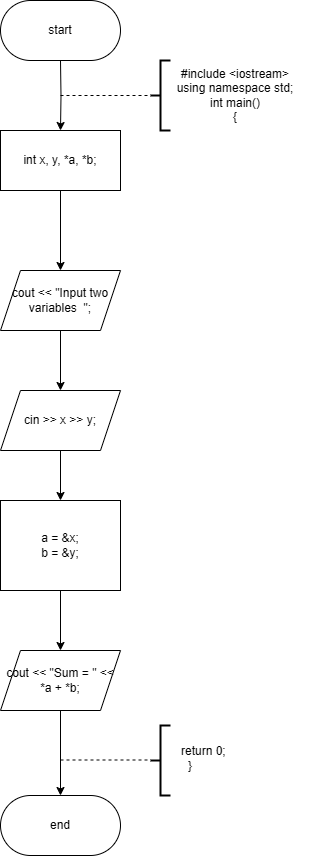 start
#include <iostream>
using namespace std;
int main()
{
int x, y, *a, *b;
cout << "Input two
variables  ";
cin >> x >> y;
a = &x;
b = &y;
cout << "Sum = " <<
*a + *b;
return 0;
}
end